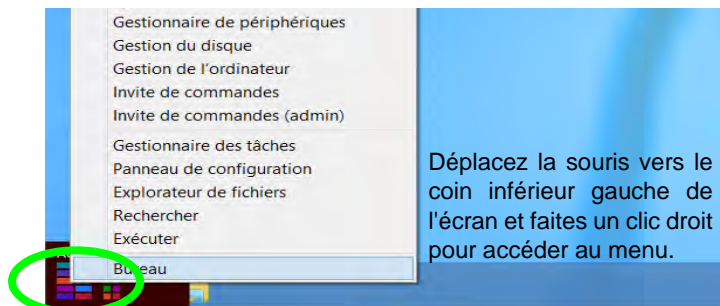 Gestionnaire de périphériques
Gestion du disque
Gestion de l'ordinateur
Invite de commandes
Invite de commandes (admin)
Gestionnaire des tâches
Panneau de configuration
Explorateur de fichiers
Rechercher
Exécuter
Bureau
Déplacez la souris vers le
coin inférieur gauche de
l'écran et faites un clic droit
pour accéder au menu.